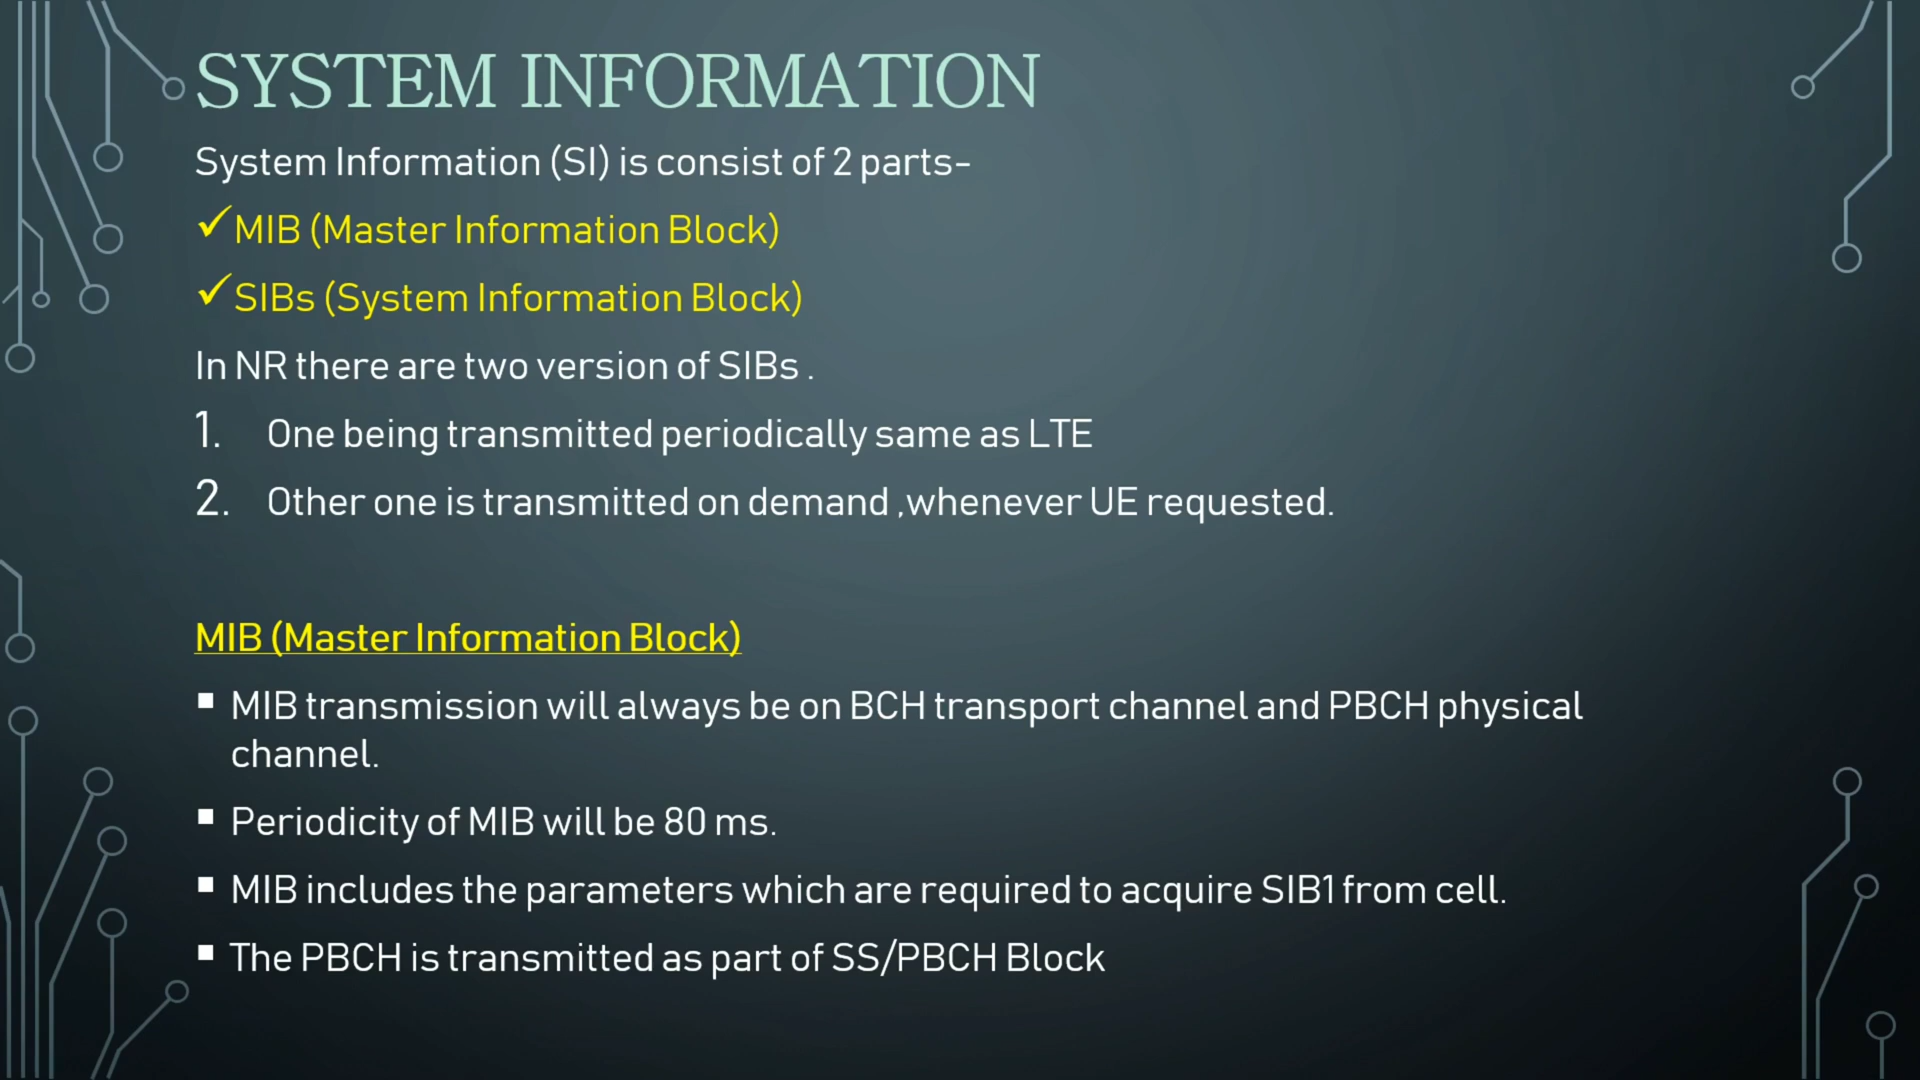 SYSTEM INFORMATION
System Information (SI) is consist of 2 parts-
✓MIB (Master Information Block)
✓SIBs (System Information Block)
In NR there are two version of SIBs .
1. One being transmitted periodically same as LTE
2. Other one is transmitted on demand ,whenever UE requested.
MIB (Master Information Block)
▪ MIB transmission will always be on BCH transport channel and PBCH physical
channel.
▪ Periodicity of MIB will be 80 ms.
▪ MIB includes the parameters which are required to acquire SIB1 from cell.
▪ The PBCH is transmitted as part of SS/PBCH Block